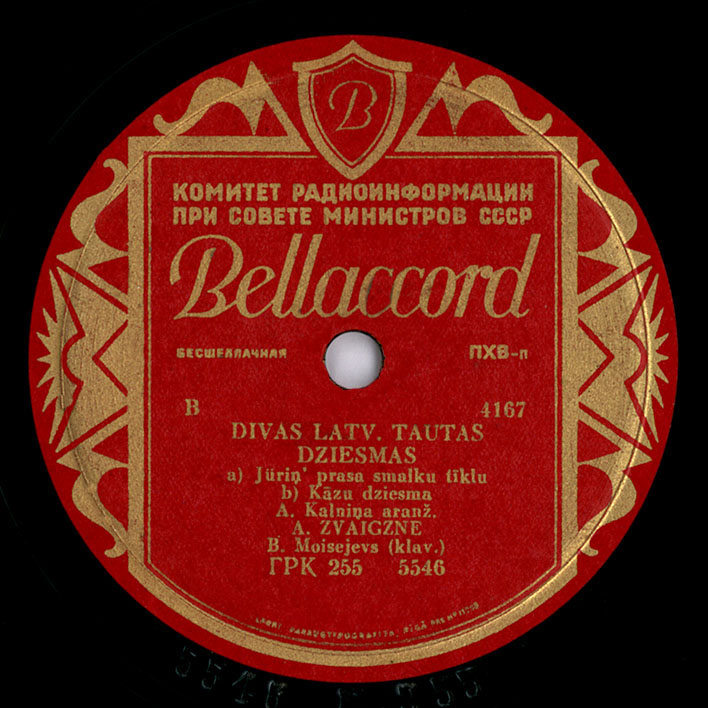 B
КОМИТЕТ РАДИОИНФОРМАЦИИ
ПРИ СОВЕТЕ МИНИСТРОВ СССР
Bellaccord
БЕСШЕЛЛАЧНАЯ ПХВ-п
B 4167
DIVAS LATV. TAUTAS
DZIESMAS
a) Jūriņ' prasa smalku tīklu
b) Kāzu dziesma
A. Kalniņa aranž.
A. ZVAIGZNE
B. Moisejevs (klav.)
ГРК 255 5546